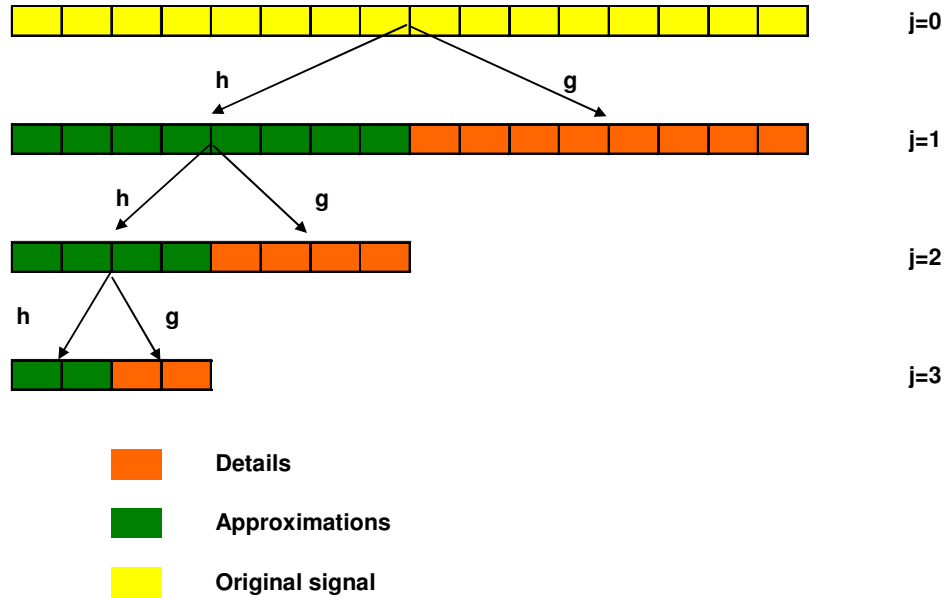 j=0
h g
j=1
h g
j=2
h g
j=3
Details
Approximations
Original signal